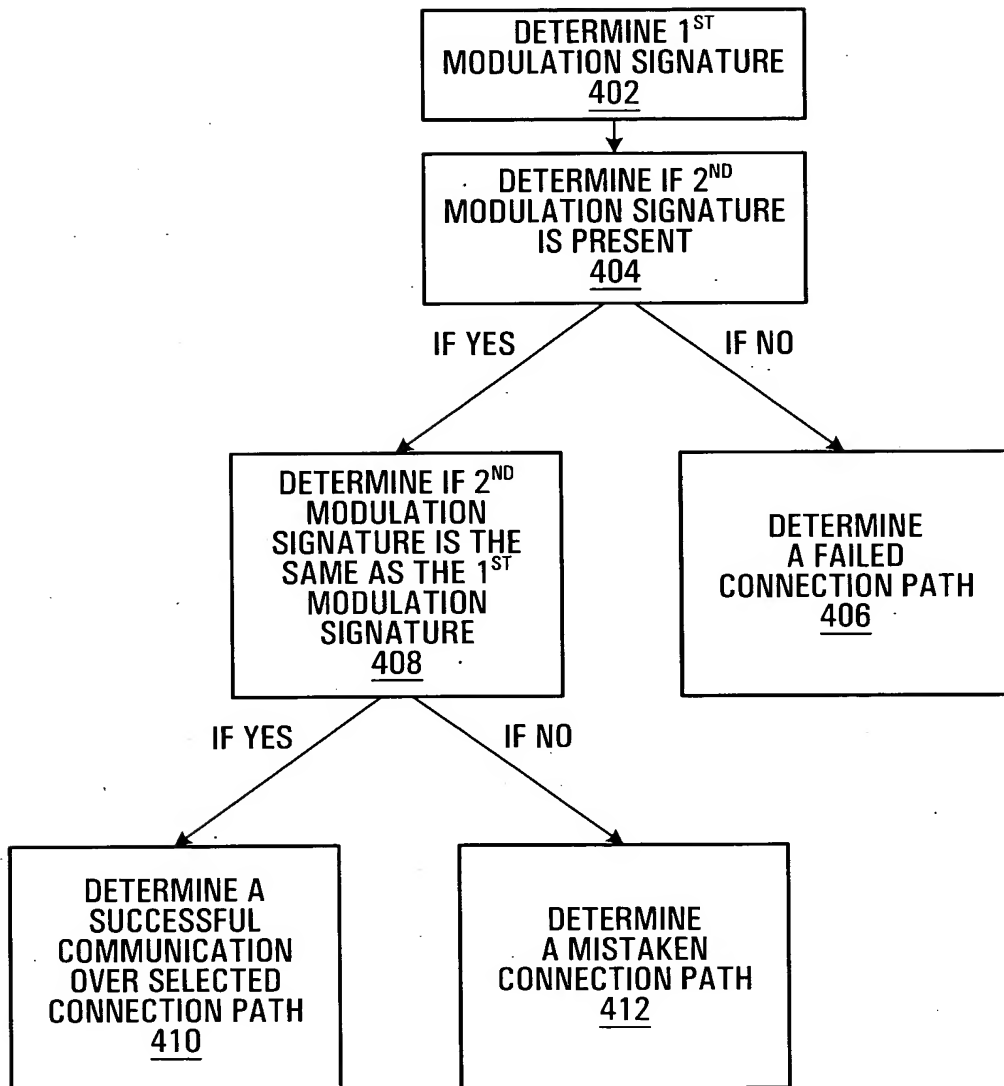 DETERMINE 1ST
MODULATION SIGNATURE
402
DETERMINE IF 2ND
MODULATION SIGNATURE
IS PRESENT
404
IF YES
IF NO
DETERMINE IF 2ND
MODULATION
SIGNATURE IS THE
SAME AS THE 1ST
MODULATION
SIGNATURE
408
DETERMINE
A FAILED
CONNECTION PATH
406
IF YES
IF NO
DETERMINE A
SUCCESSFUL
COMMUNICATION
OVER SELECTED
CONNECTION PATH
410
DETERMINE
A MISTAKEN
CONNECTION PATH
412